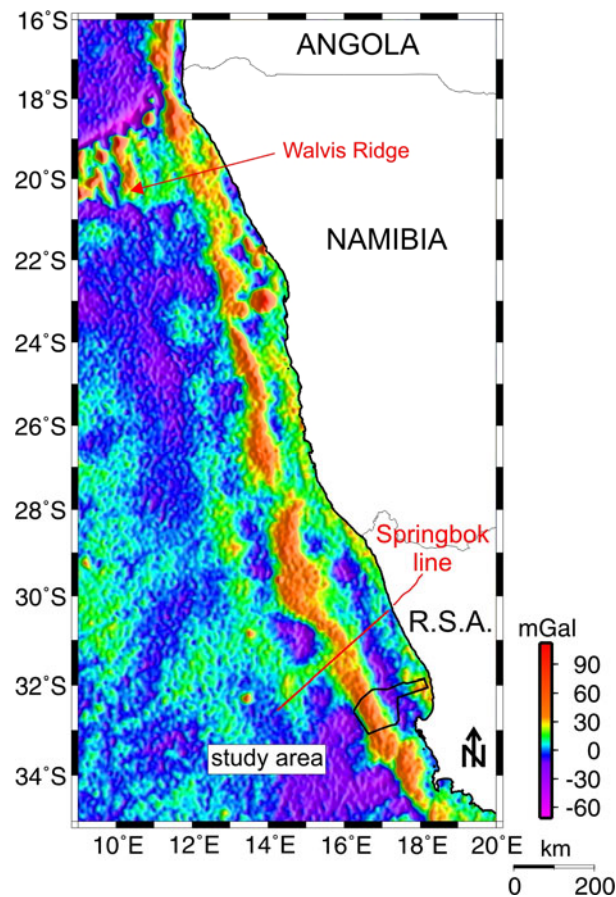 16°S
ANGOLA
18°S
Walvis Ridge
20°S
NAMIBIA
22°S
24°S
26°S
28°S
Springbok
line
30°S
R.S.A.
mGal
90
60
30
0
-30
-60
32°S
study area
N
34°S
10°E 12°E 14°E 16°E 18°E 20°E
km
0 200